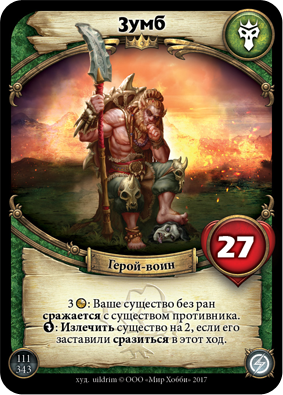 Зумб
27
Герой-воин
3 : Ваше существо без ран
сражается с существом противника.
: Излечить существо на 2, если его
заставили сразиться в этот ход.
111
343
худ. uildrim © ООО «Мир Хобби» 2017